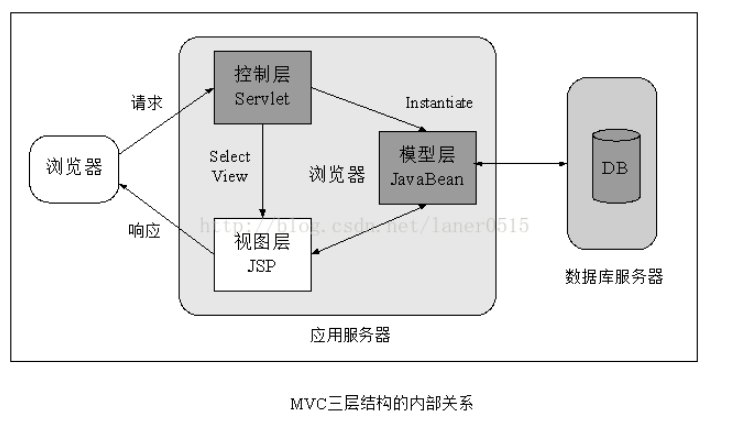 控制层
Servlet
请求
Instantiate
浏览器
Select
View
浏览器
模型层
JavaBean
DB
http://blog.csdn.net/laner0515
响应
视图层
JSP
数据库服务器
应用服务器
MVC三层结构的内部关系